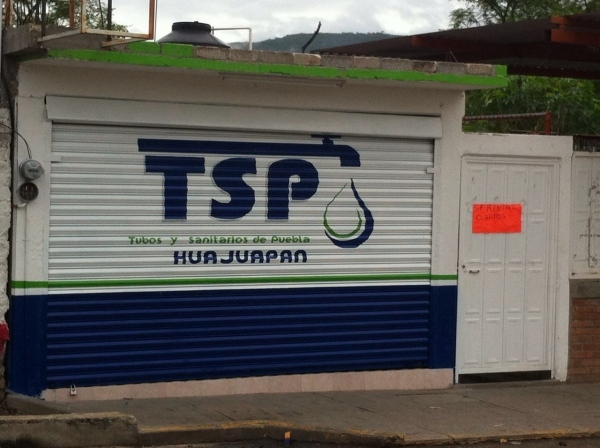 TSP
Tubos y Sanitarios de Puebla
HUAJUAPAN